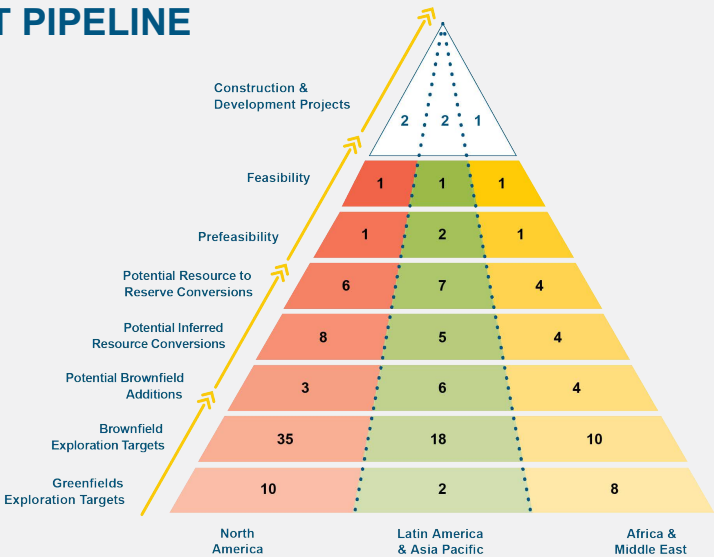 T PIPELINE
Construction &
Development Projects
2 2 1
Feasibility
1 1 1
Prefeasibility
1 2 1
Potential Resource to
Reserve Conversions
6 7 4
Potential Inferred
Resource Conversions
8 5 4
Potential Brownfield
Additions
3 6 4
Brownfield
Exploration Targets
35 18 10
Greenfields
Exploration Targets
10 2 8
North
America
Latin America
& Asia Pacific
Africa &
Middle East